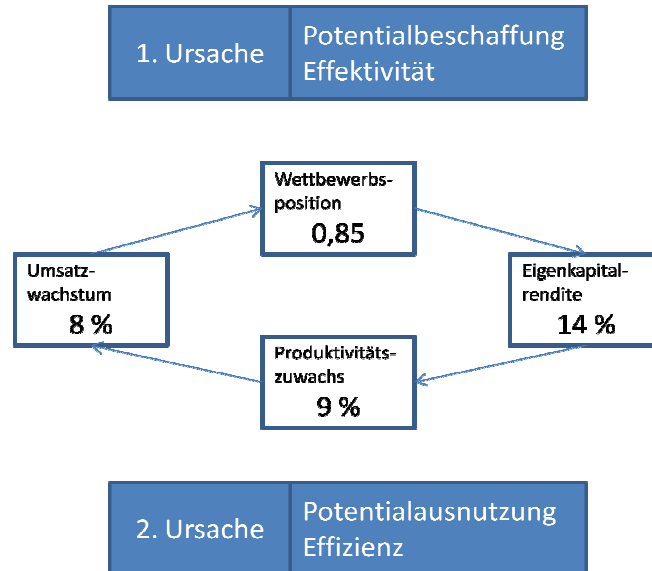 1. Ursache
Potentialbeschaffung
Effektivität
Wettbewerbs-
position
0,85
Umsatz-
wachstum
8 %
Eigenkapital-
rendite
14 %
Produktivitäts-
zuwachs
9 %
2. Ursache
Potentialausnutzung
Effizienz